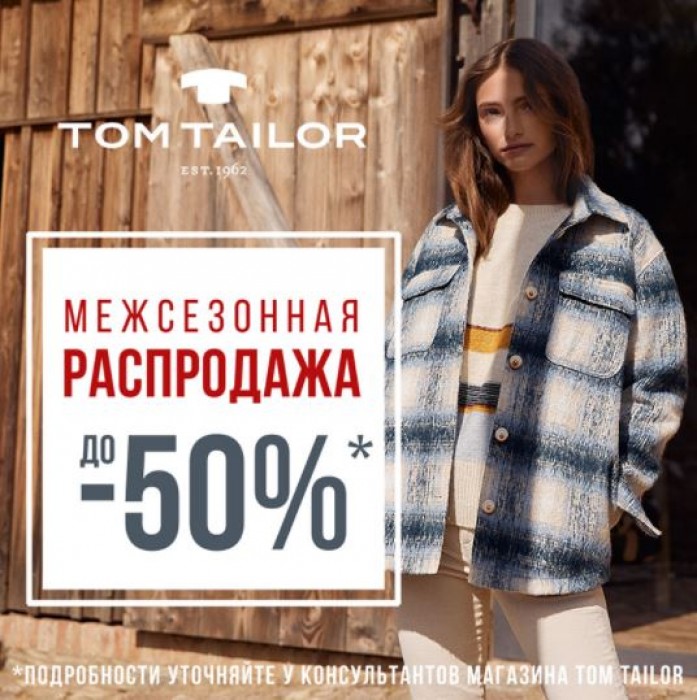 TOM TAILOR
EST. 1962
МЕЖСЕЗОННАЯ
РАСПРОДАЖА
ДО
-50%*
*ПОДРОБНОСТИ УТОЧНЯЙТЕ У КОНСУЛЬТАНТОВ МАГАЗИНА TOM TAILOR